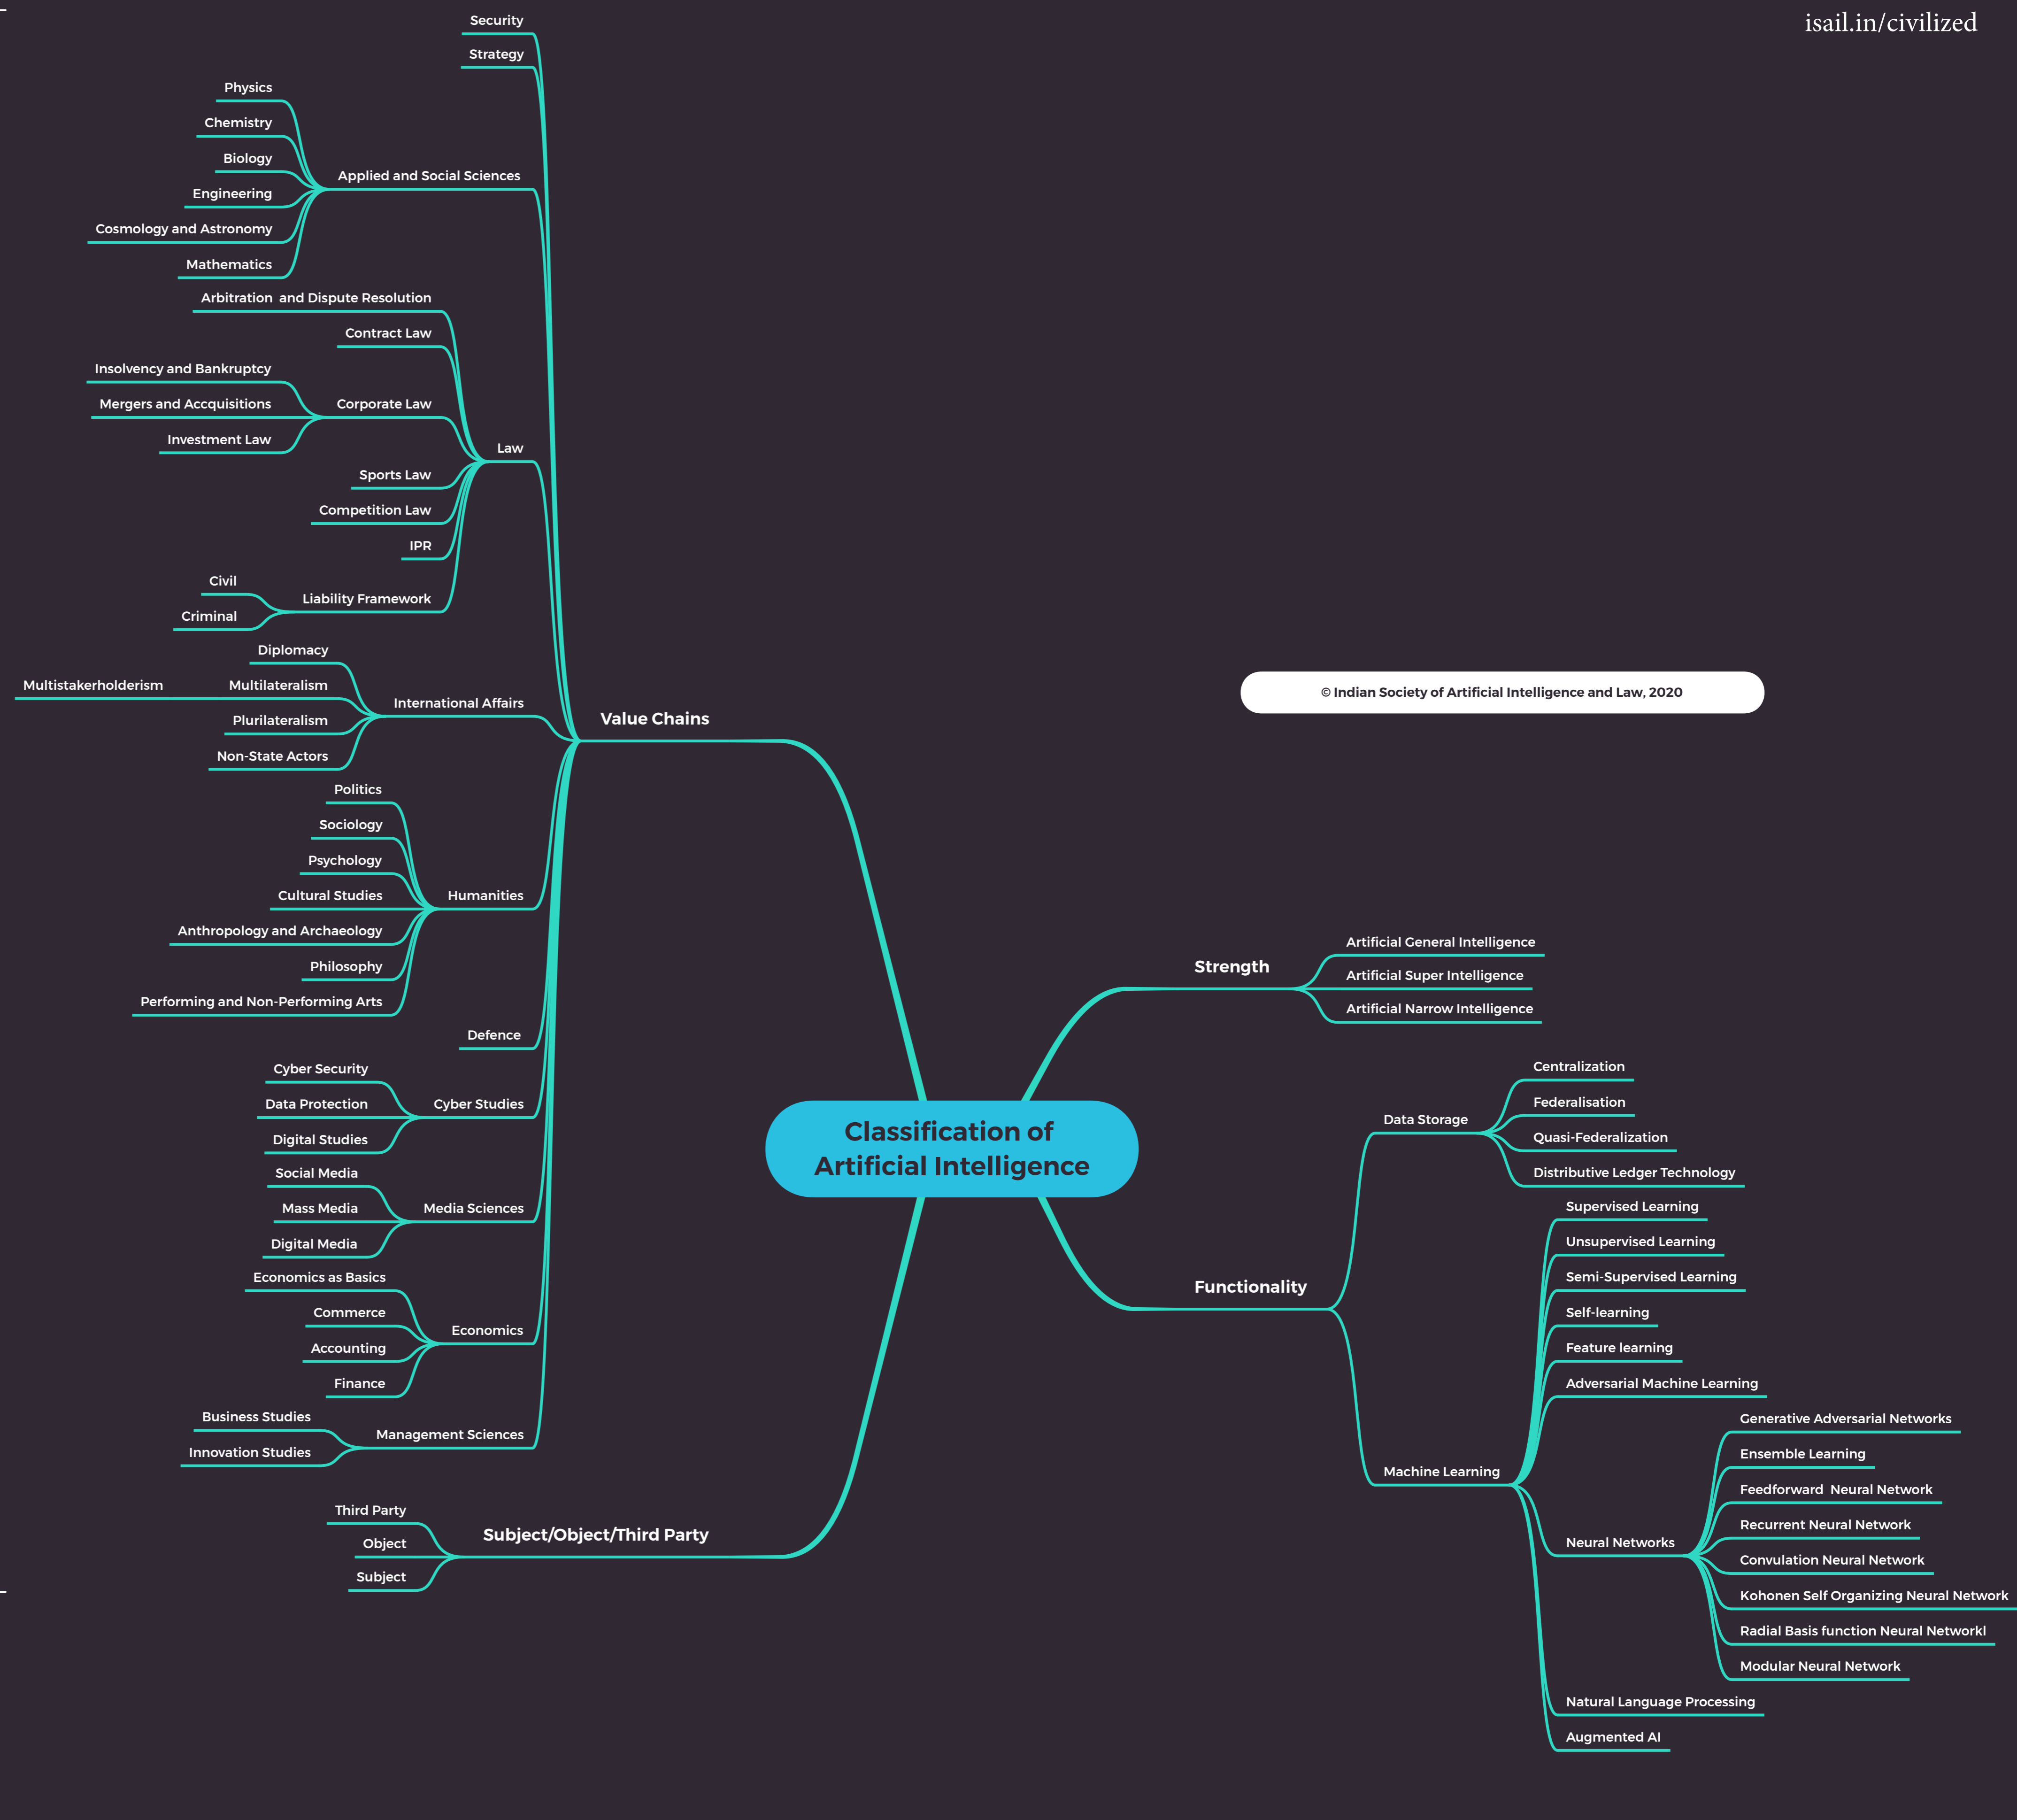 isail.in/civilized
Security
Strategy
Physics
Chemistry
Biology
Engineering
Cosmology and Astronomy
Mathematics
Applied and Social Sciences
Arbitration and Dispute Resolution
Contract Law
Insolvency and Bankruptcy
Mergers and Accquisitions
Investment Law
Corporate Law
Sports Law
Competition Law
IPR
Civil
Criminal
Liability Framework
Law
Diplomacy
Multistakerholderism
Multilateralism
Plurilateralism
Non-State Actors
International Affairs
Politics
Sociology
Psychology
Cultural Studies
Anthropology and Archaeology
Philosophy
Performing and Non-Performing Arts
Humanities
Defence
Cyber Security
Data Protection
Digital Studies
Cyber Studies
Social Media
Mass Media
Digital Media
Media Sciences
Economics as Basics
Commerce
Accounting
Finance
Economics
Business Studies
Innovation Studies
Management Sciences
Value Chains
Third Party
Object
Subject
Subject/Object/Third Party
© Indian Society of Artificial Intelligence and Law, 2020
Classification of
Artificial Intelligence
Strength
Artificial General Intelligence
Artificial Super Intelligence
Artificial Narrow Intelligence
Functionality
Data Storage
Centralization
Federalisation
Quasi-Federalization
Distributive Ledger Technology
Machine Learning
Supervised Learning
Unsupervised Learning
Semi-Supervised Learning
Self-learning
Feature learning
Adversarial Machine Learning
Neural Networks
Generative Adversarial Networks
Ensemble Learning
Feedforward Neural Network
Recurrent Neural Network
Convulation Neural Network
Kohonen Self Organizing Neural Network
Radial Basis function Neural Networkl
Modular Neural Network
Natural Language Processing
Augmented AI